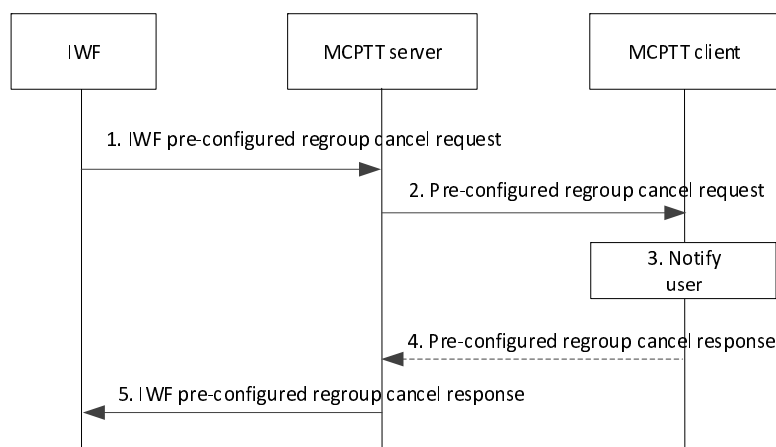 IWF
MCPTT server
MCPTT client
1. IWF pre-configured regroup cancel request
2. Pre-configured regroup cancel request
3. Notify
user
4. Pre-configured regroup cancel response
5. IWF pre-configured regroup cancel response